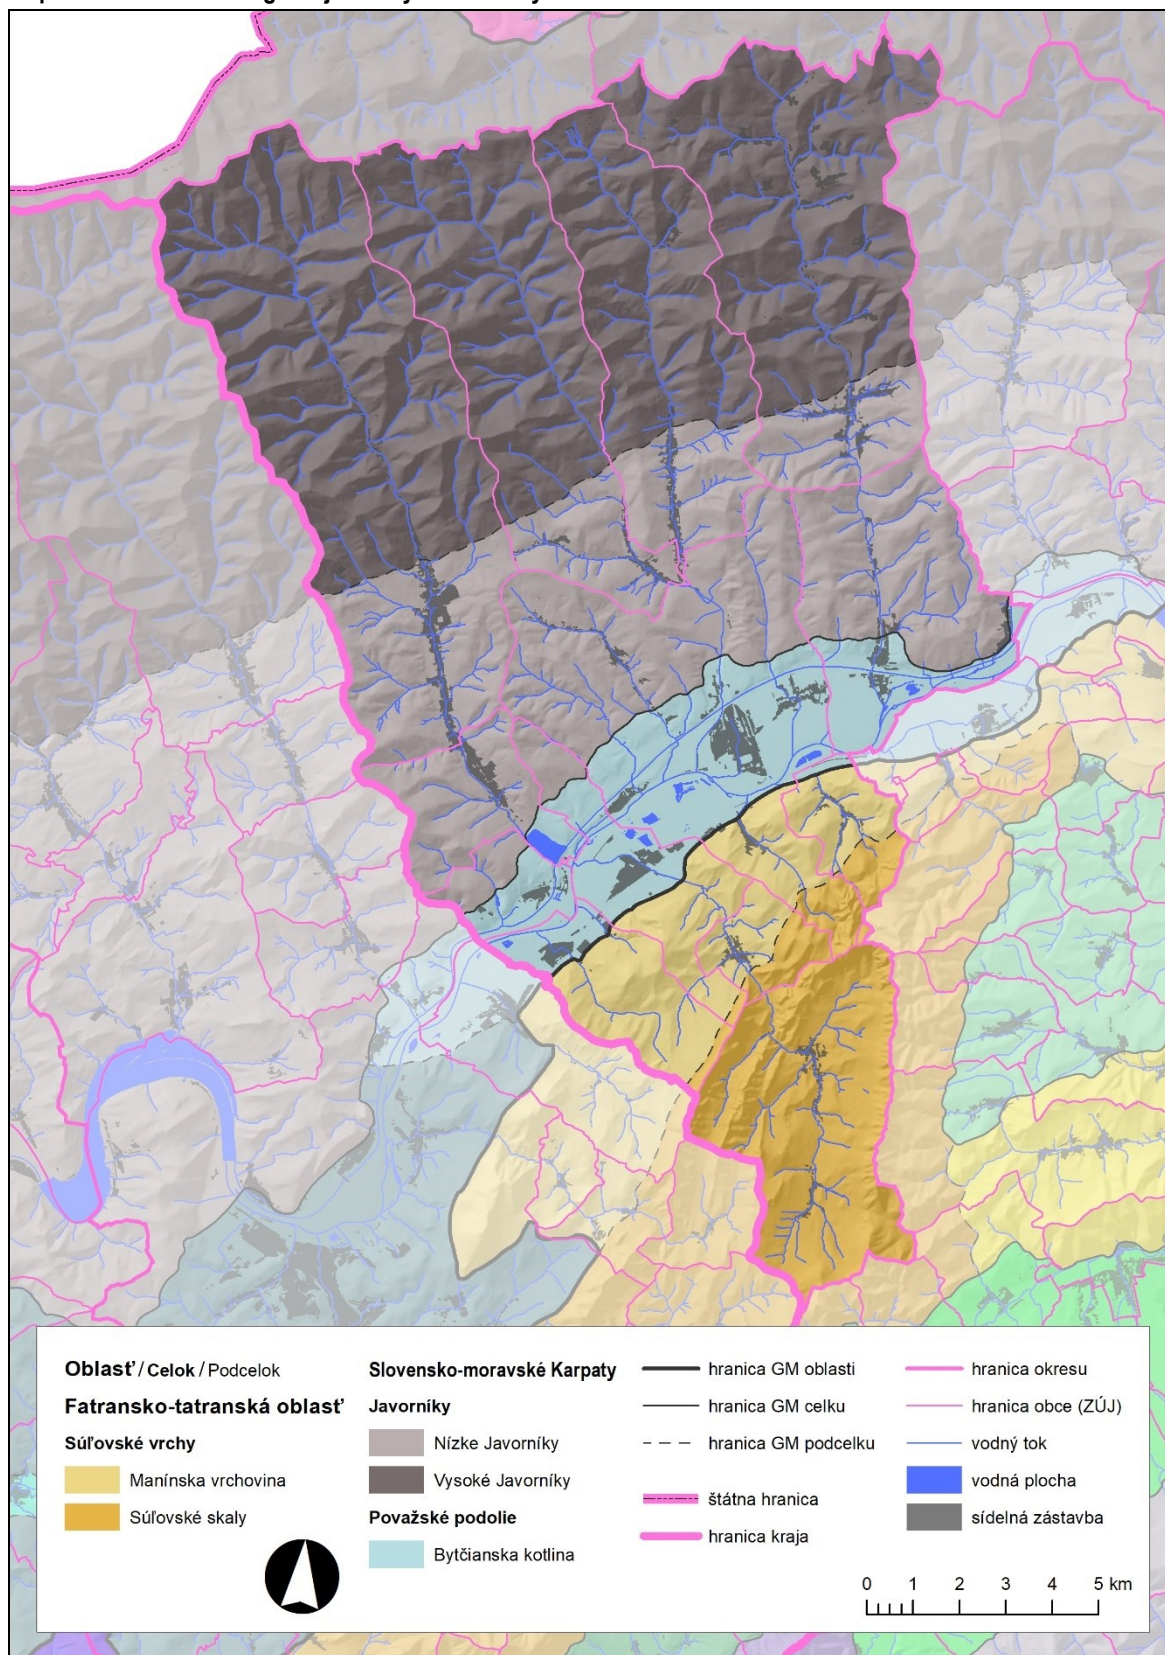 Oblasť / Celok / Podcelok
Fatransko-tatranská oblasť
Súľovské vrchy
Manínska vrchovina
Súľovské skaly
Slovensko-moravské Karpaty
Javorníky
Nízke Javorníky
Vysoké Javorníky
Považské podolie
Bytčianska kotlina
hranica GM oblasti
hranica GM celku
hranica GM podcelku
štátna hranica
hranica kraja
hranica okresu
hranica obce (ZÚJ)
vodný tok
vodná plocha
sídelná zástavba
0 1 2 3 4 5 km